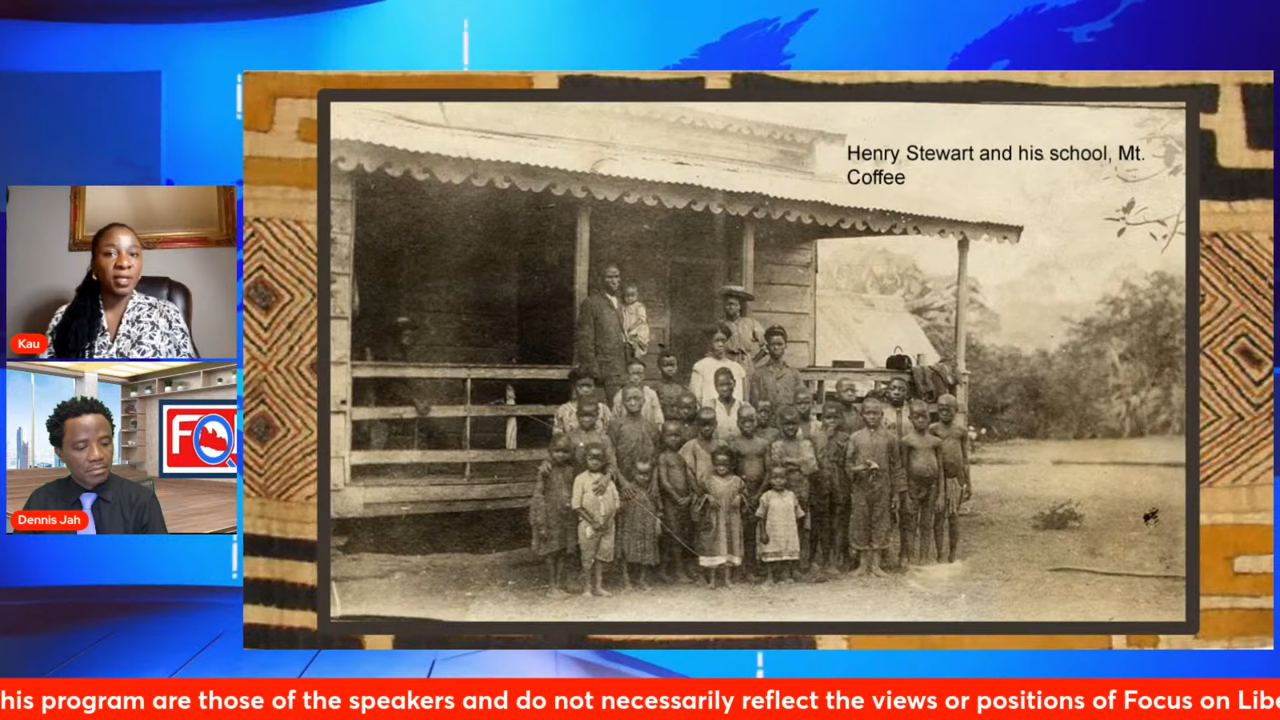 Henry Stewart and his school, Mt.
Coffee
Kau
FO
Dennis Jah
his program are those of the speakers and do not necessarily reflect the views or positions of Focus on Libe